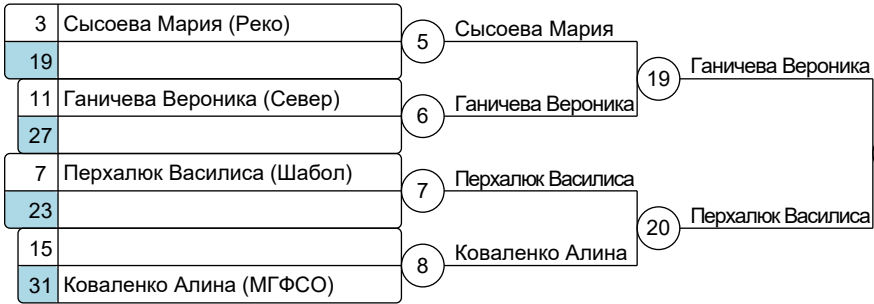 3 Сысоева Мария (Реко)
19
5 Сысоева Мария
11 Ганичева Вероника (Север)
27
6 Ганичева Вероника
19 Ганичева Вероника
7 Перхалюк Василиса (Шабол)
23
7 Перхалюк Василиса
15
31 Коваленко Алина (МГФСО)
8 Коваленко Алина
20 Перхалюк Василиса